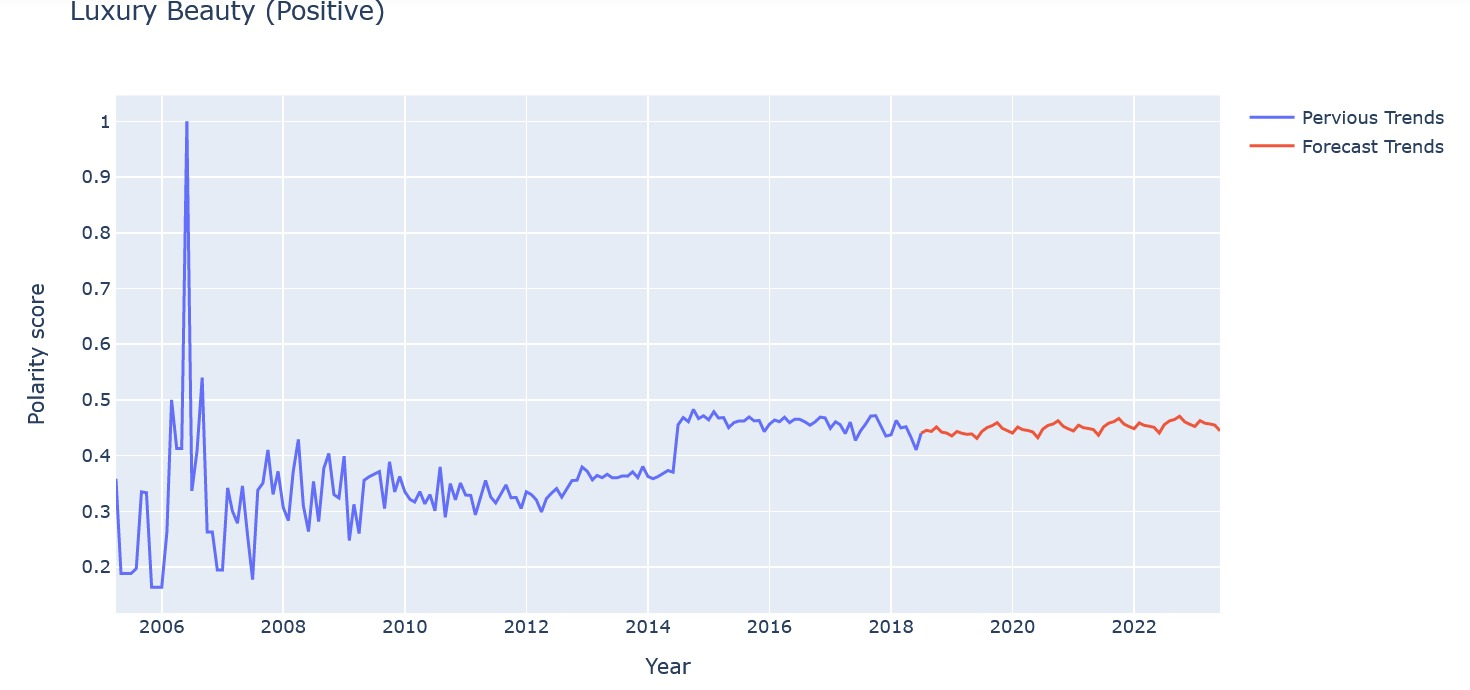 Luxury Beauty (Positive)
Pervious Trends
Forecast Trends
Polarity score
1
0.9
0.8
0.7
0.6
0.5
0.4
0.3
0.2
2006 2008 2010 2012 2014 2016 2018 2020 2022
Year